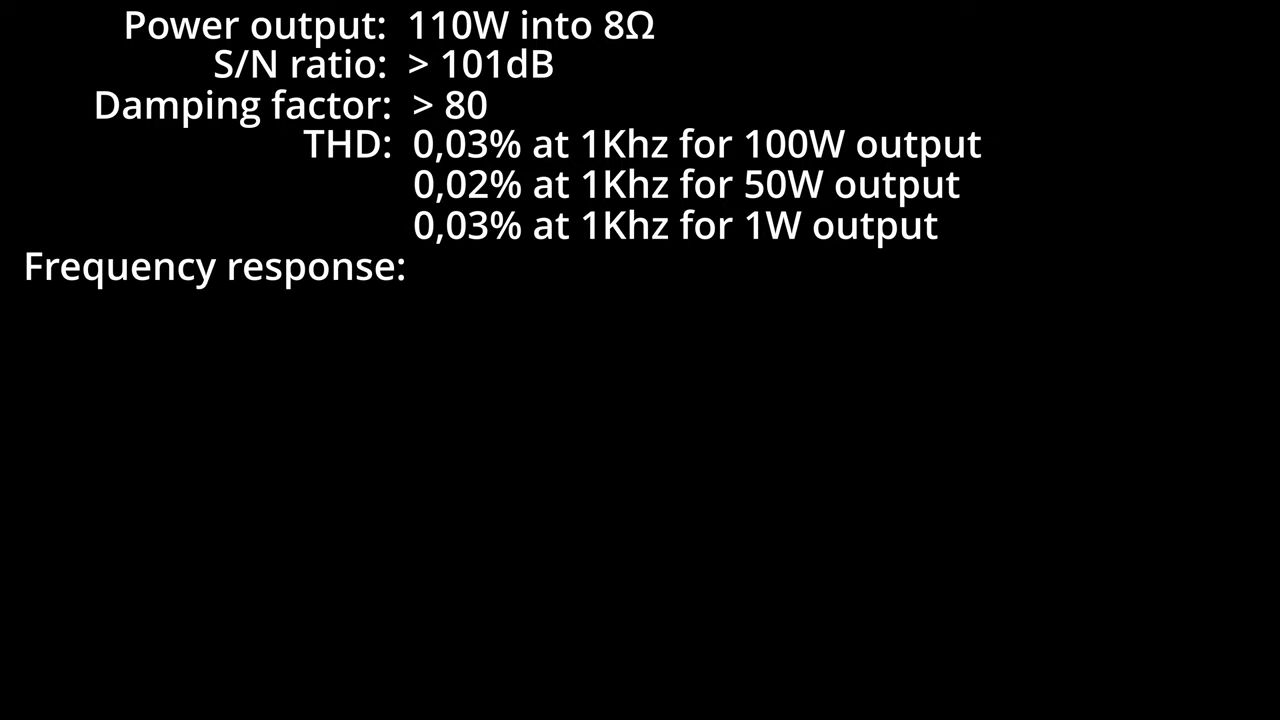 Power output: 110W into 8Ω
S/N ratio: > 101dB
Damping factor: > 80
THD: 0,03% at 1Khz for 100W output
0,02% at 1Khz for 50W output
0,03% at 1Khz for 1W output
Frequency response: